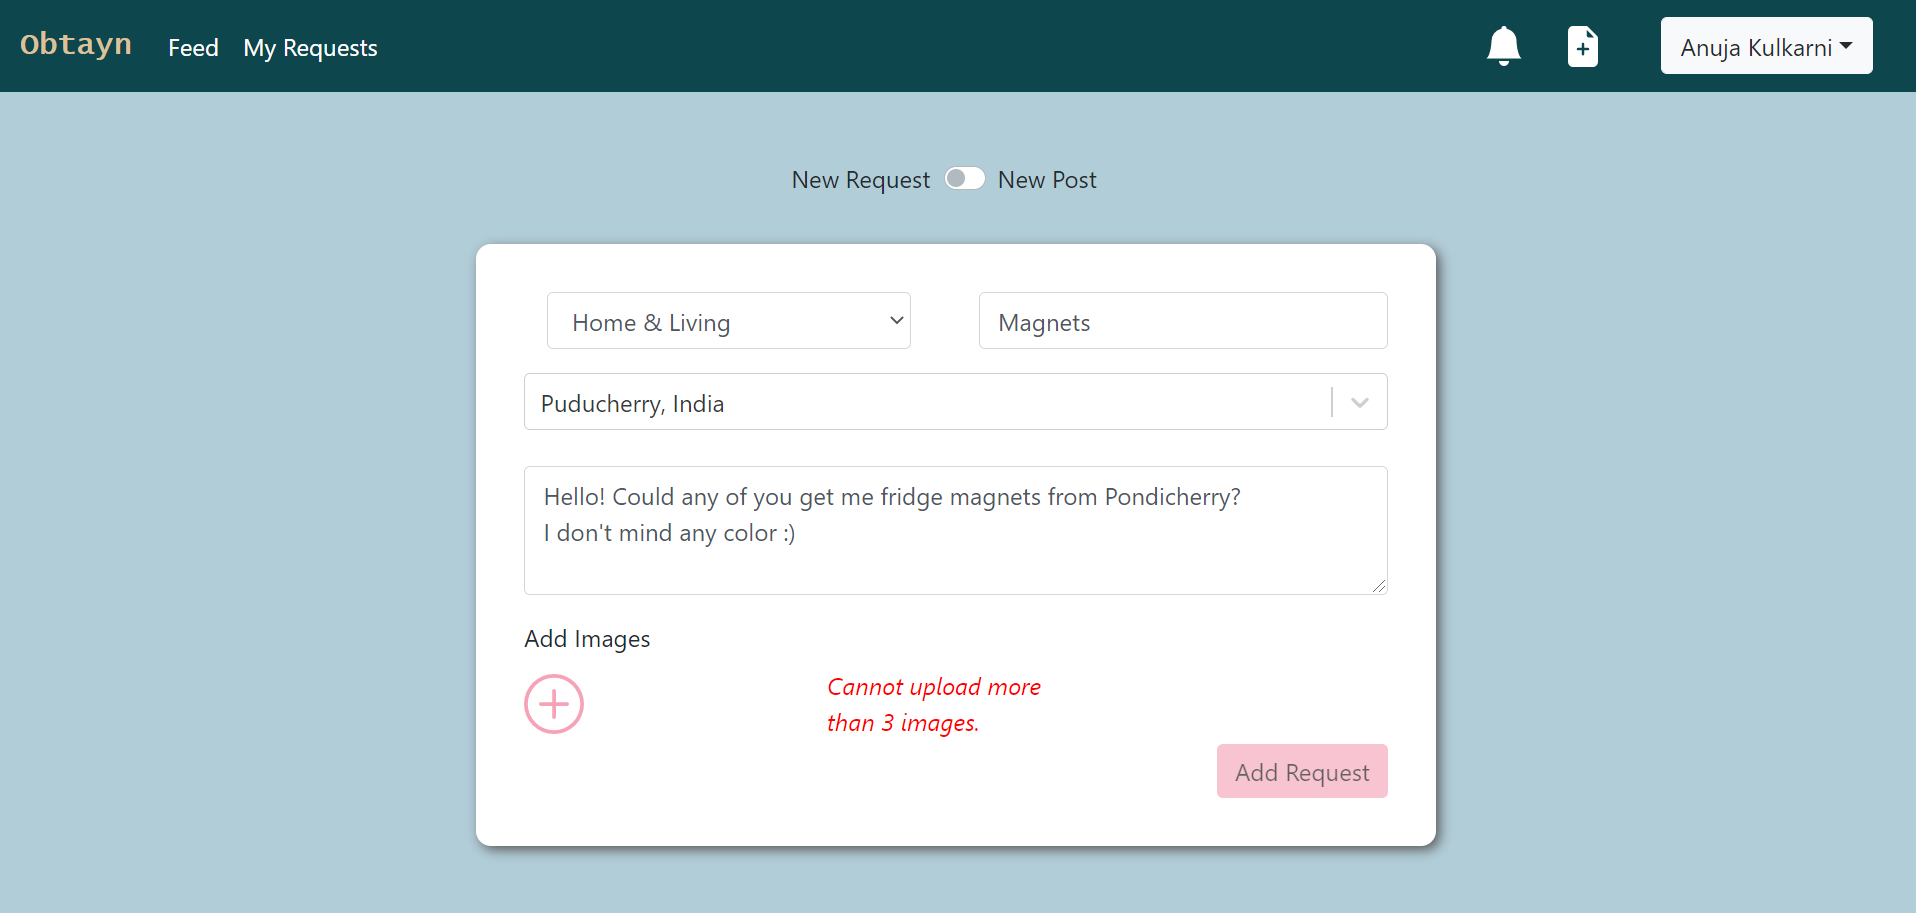 Obtayn Feed My Requests Anuja Kulkarni
New Request New Post
Home & Living Magnets
Puducherry, India
Hello! Could any of you get me fridge magnets from Pondicherry?
I don't mind any color :)
Add Images
Cannot upload more
than 3 images.
Add Request